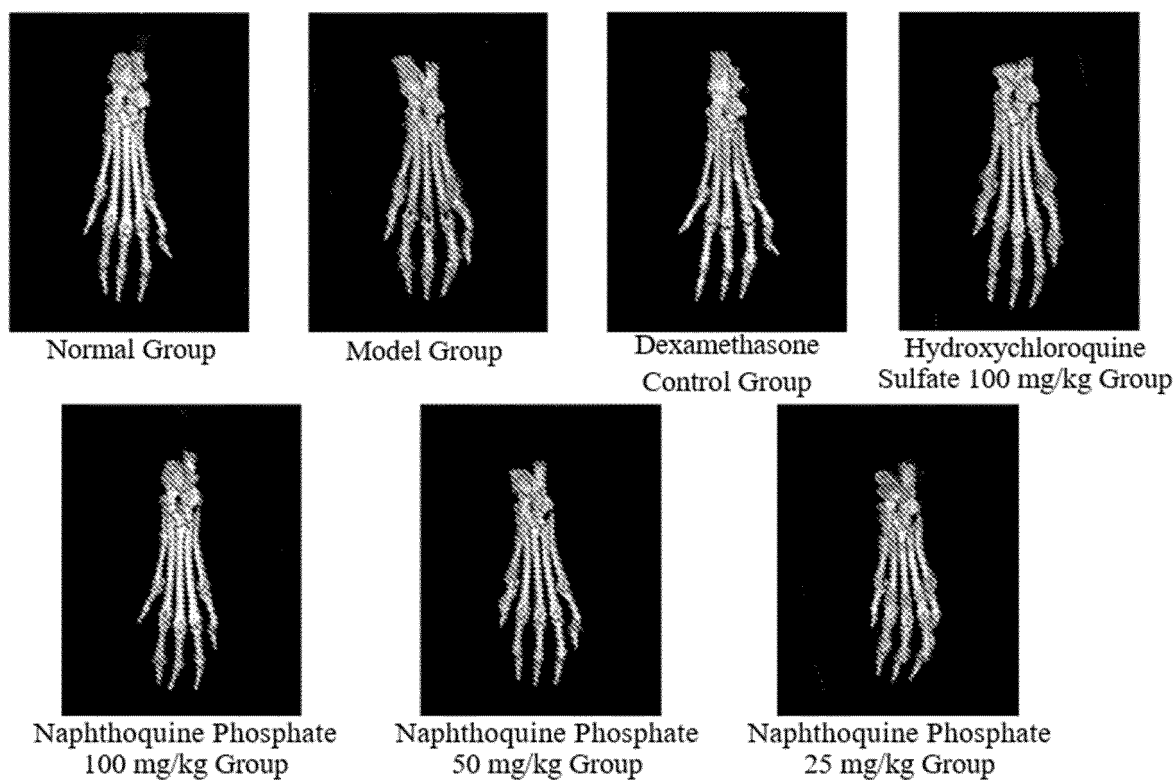 Normal Group
Model Group
Dexamethasone
Control Group
Hydroxychloroquine
Sulfate 100 mg/kg Group
Naphthoquine Phosphate
100 mg/kg Group
Naphthoquine Phosphate
50 mg/kg Group
Naphthoquine Phosphate
25 mg/kg Group